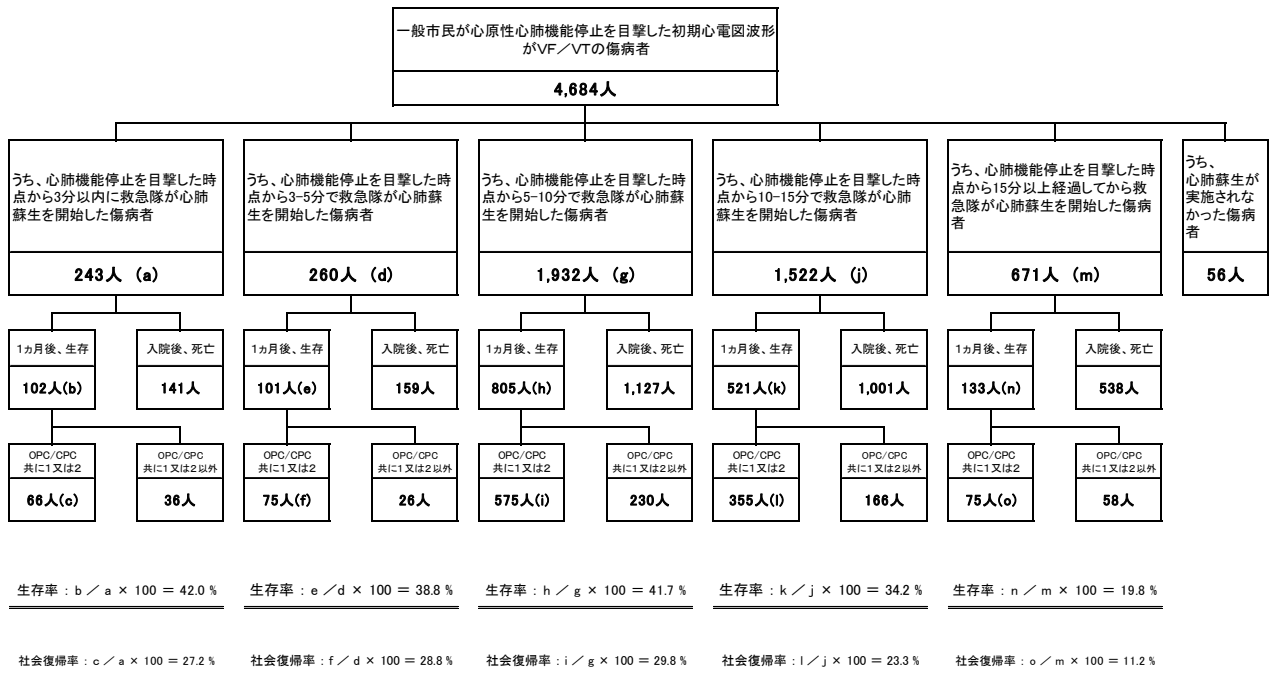 一般市民が心原性心肺機能停止を目撃した初期心電図波形
がVF／VTの傷病者
4,684人
うち、心肺機能停止を目撃した時
点から3分以内に救急隊が心肺
蘇生を開始した傷病者
243人 （a）
うち、心肺機能停止を目撃した時
点から3-5分で救急隊が心肺蘇
生を開始した傷病者
260人 （d）
うち、心肺機能停止を目撃した時
点から5-10分で救急隊が心肺蘇
生を開始した傷病者
1,932人 （g）
うち、心肺機能停止を目撃した時
点から10-15分で救急隊が心肺
蘇生を開始した傷病者
1,522人 （j）
うち、心肺機能停止を目撃した時
点から15分以上経過してから救
急隊が心肺蘇生を開始した傷病
者
671人 （m）
うち、
心肺蘇生が
実施されな
かった傷病
者
56人
1ヵ月後、生存
102人(b)
入院後、死亡
141人
1ヵ月後、生存
101人(e)
入院後、死亡
159人
1ヵ月後、生存
805人(h)
入院後、死亡
1,127人
1ヵ月後、生存
521人(k)
入院後、死亡
1,001人
1ヵ月後、生存
133人(n)
入院後、死亡
538人
OPC/CPC
共に1又は2
66人(c)
OPC/CPC
共に1又は2以外
36人
OPC/CPC
共に1又は2
75人(f)
OPC/CPC
共に1又は2以外
26人
OPC/CPC
共に1又は2
575人(i)
OPC/CPC
共に1又は2以外
230人
OPC/CPC
共に1又は2
355人(l)
OPC/CPC
共に1又は2以外
166人
OPC/CPC
共に1又は2
75人(o)
OPC/CPC
共に1又は2以外
58人
生存率：b ／ a × 100 ＝ 42.0 %
生存率：e ／ d × 100 ＝ 38.8 %
生存率：h ／ g × 100 ＝ 41.7 %
生存率：k ／ j × 100 ＝ 34.2 %
生存率：n ／ m × 100 ＝ 19.8 %
社会復帰率：c ／ a × 100 ＝ 27.2 %
社会復帰率：f ／ d × 100 ＝ 28.8 %
社会復帰率：i ／ g × 100 ＝ 29.8 %
社会復帰率：l ／ j × 100 ＝ 23.3 %
社会復帰率：o ／ m × 100 ＝ 11.2 %